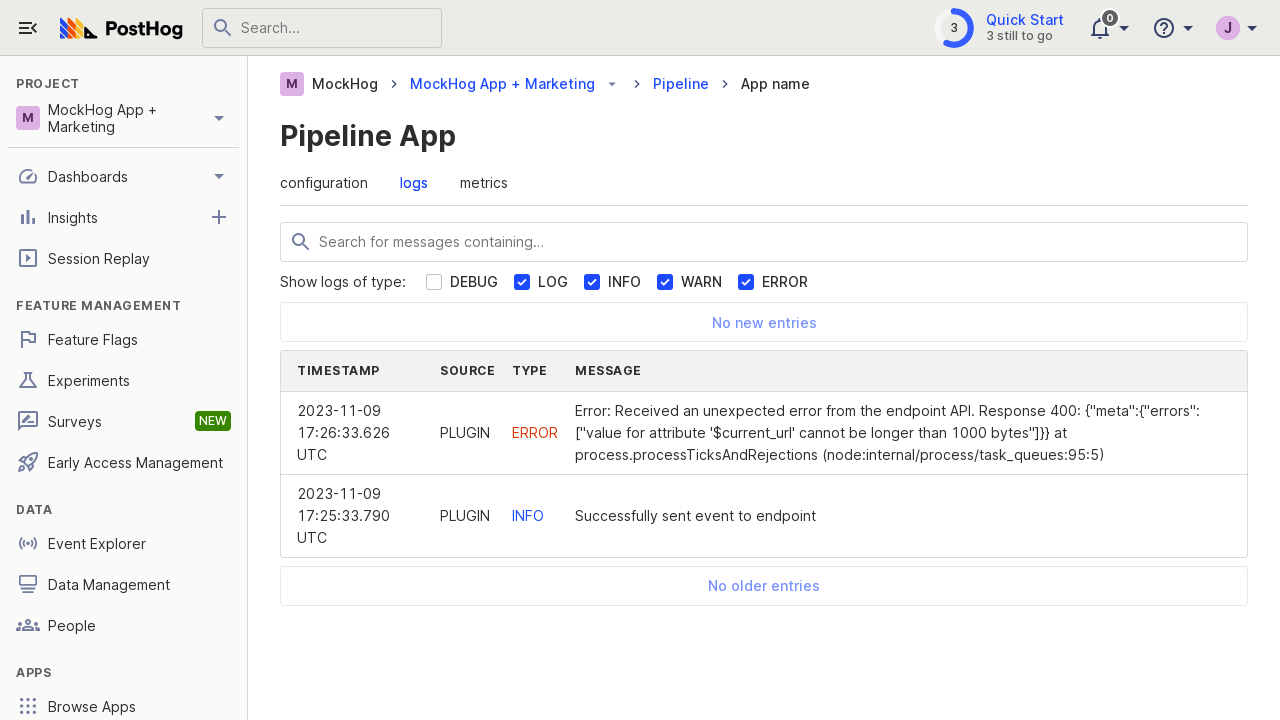 PostHog
Search...
3
Quick Start
3 still to go
0
J
PROJECT
M
MockHog App +
Marketing
Dashboards
Insights
Session Replay
FEATURE MANAGEMENT
Feature Flags
Experiments
Surveys
NEW
Early Access Management
DATA
Event Explorer
Data Management
People
APPS
Browse Apps
M MockHog MockHog App + Marketing Pipeline App name
Pipeline App
configuration logs metrics
Search for messages containing...
Show logs of type: DEBUG LOG INFO WARN ERROR
No new entries
TIMESTAMP SOURCE TYPE MESSAGE
2023-11-09
17:26:33.626
UTC
PLUGIN
ERROR
Error: Received an unexpected error from the endpoint API. Response 400: {"meta":{"errors":
["value for attribute '$current_url' cannot be longer than 1000 bytes"]}} at
process.processTicksAndRejections (node:internal/process/task_queues:95:5)
2023-11-09
17:25:33.790
UTC
PLUGIN
INFO
Successfully sent event to endpoint
No older entries